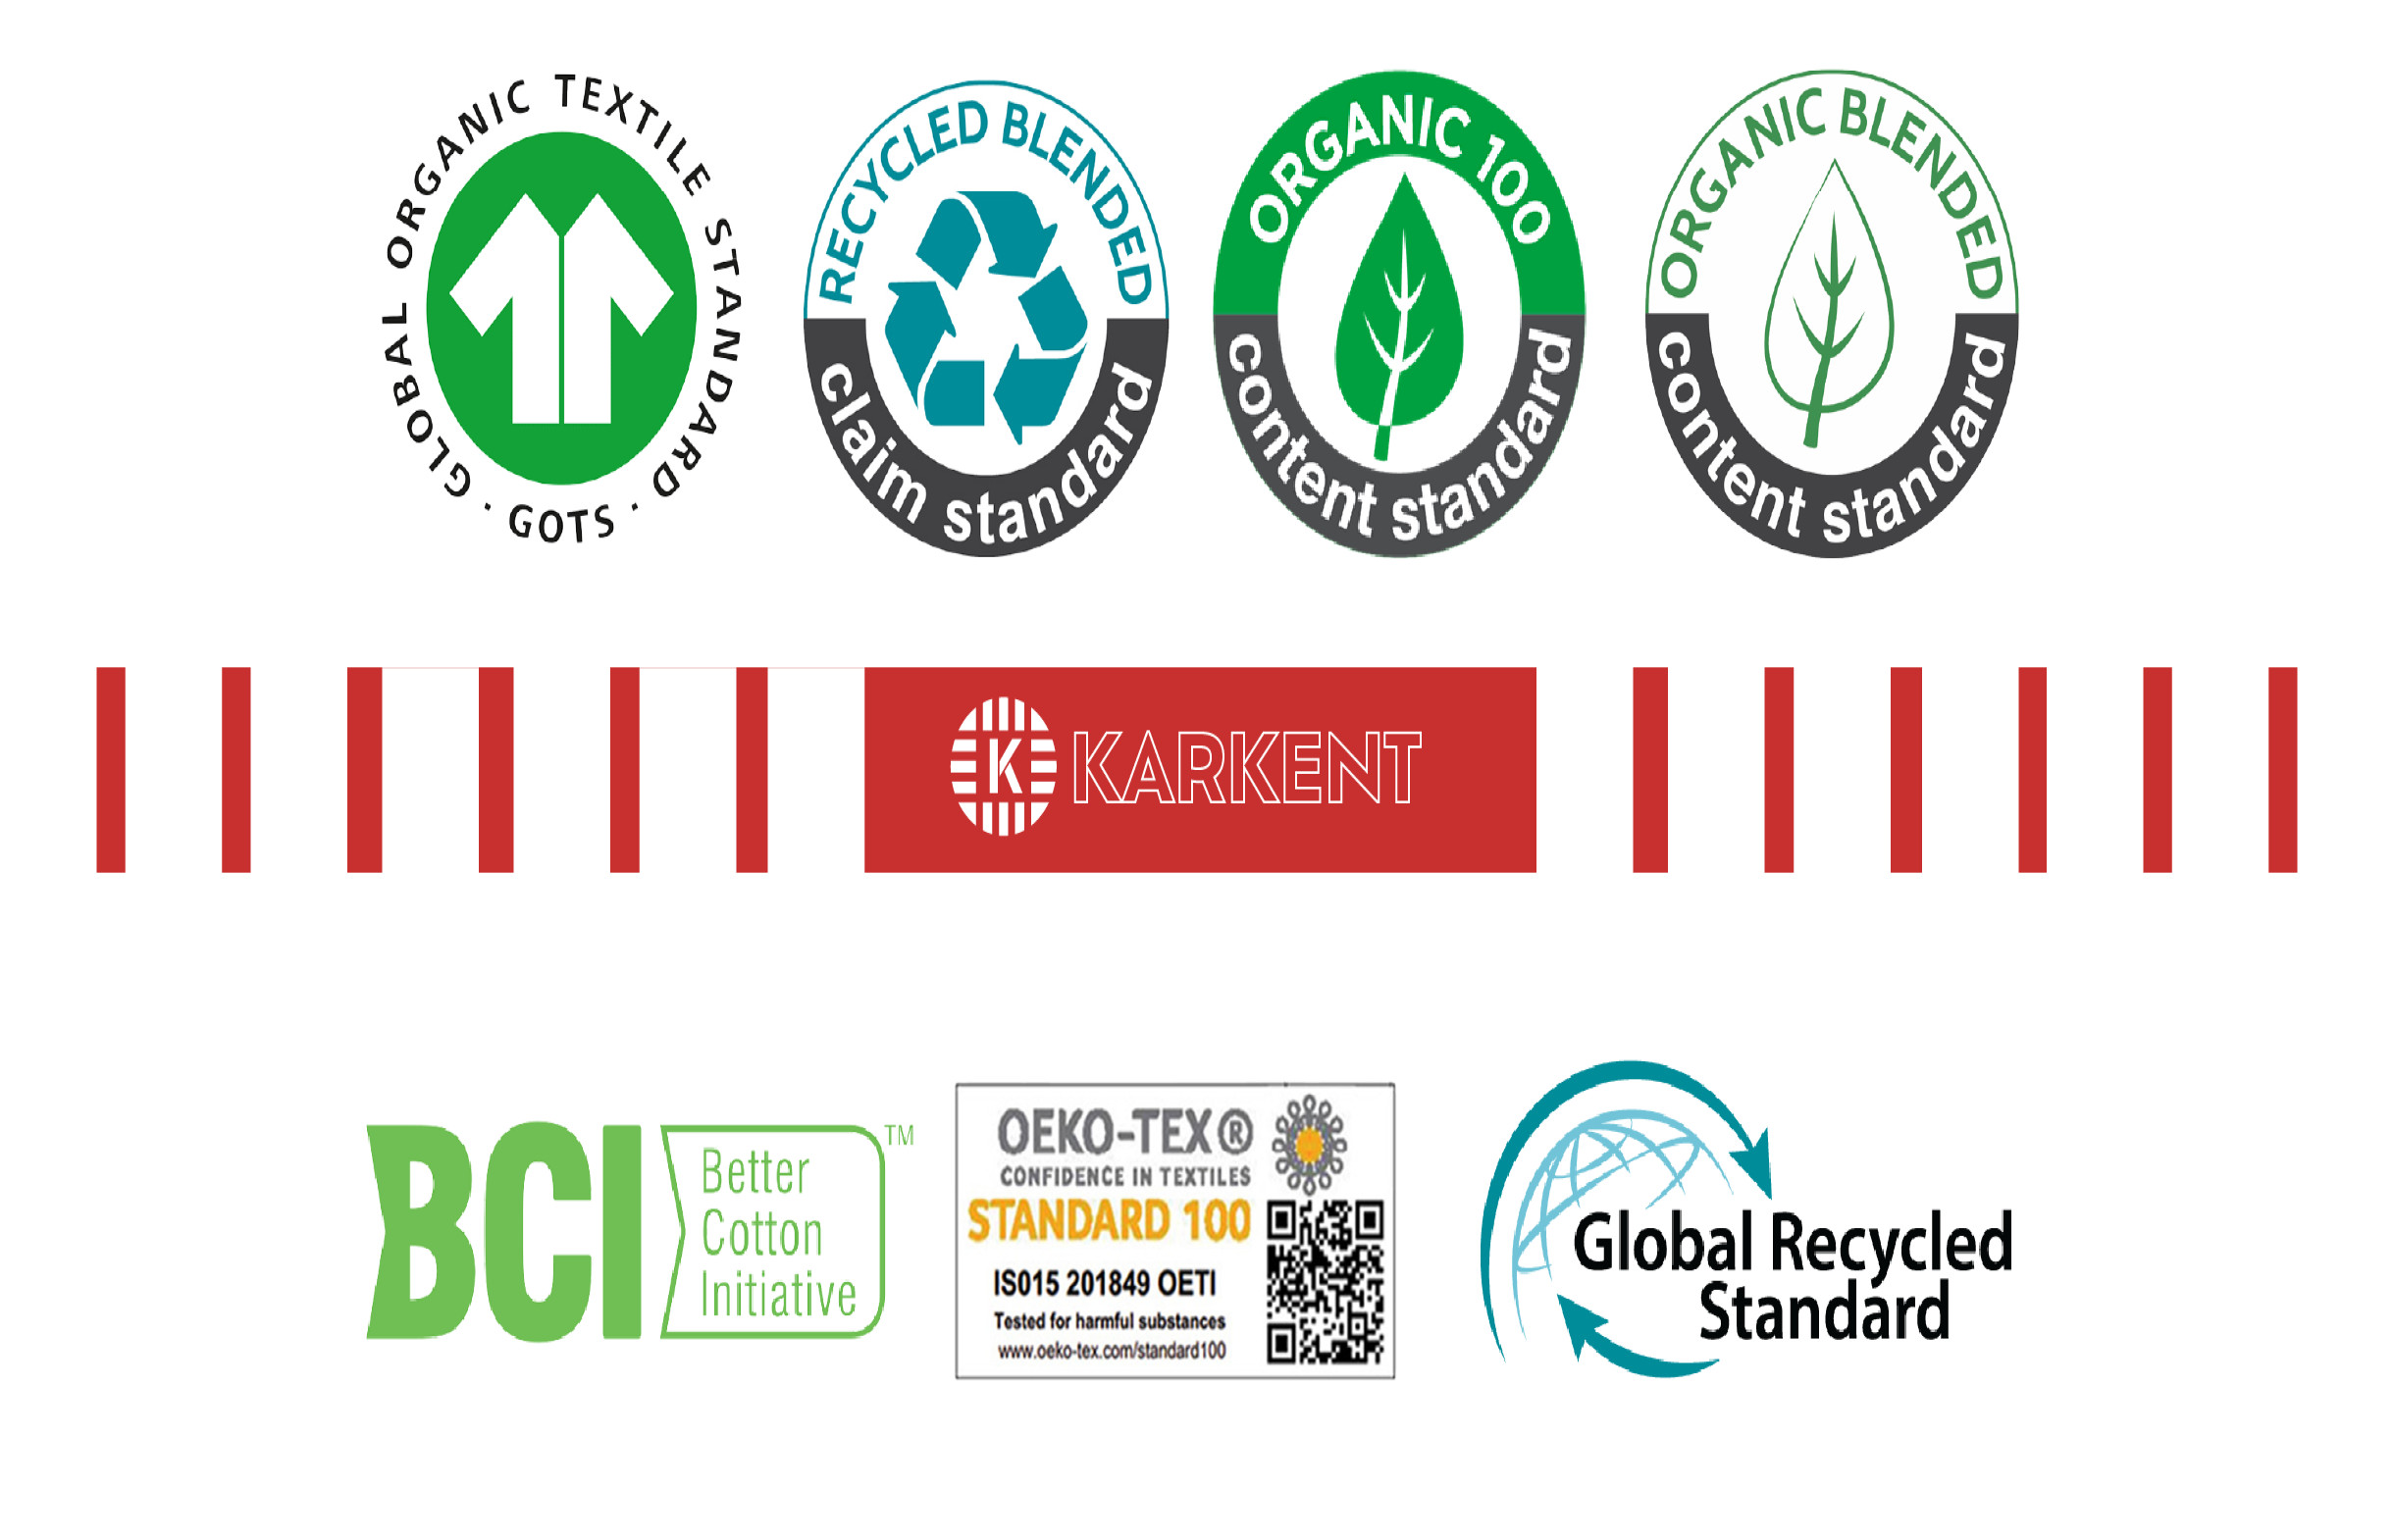 GLOBAL ORGANIC TEXTILE STANDARD · GOTS ·
RECYCLED BLENDED
claim standard
ORGANIC 100
content standard
ORGANIC BLENDED
content standard
K KARKENT
BCI
Better
Cotton
Initiative
TM
OEKO-TEX®
CONFIDENCE IN TEXTILES
STANDARD 100
IS015 201849 OETI
Tested for harmful substances
www.oeko-tex.com/standard100
Global Recycled
Standard